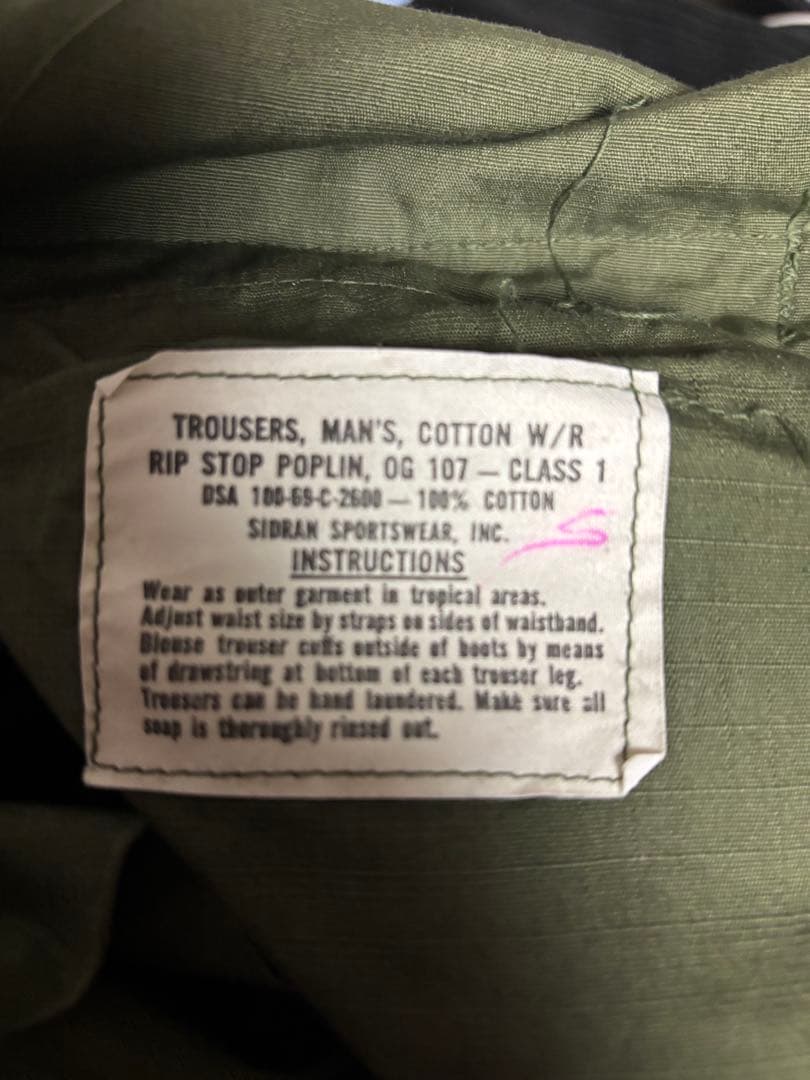 TROUSERS, MAN'S, COTTON W/R
RIP STOP POPLIN, OG 107 — CLASS 1
DSA 100-69-C-2600 — 100% COTTON
SIDRAN SPORTSWEAR, INC.
INSTRUCTIONS
Wear as outer garment in tropical areas.
Adjust waist size by straps on sides of waistband.
Blouse trouser cuffs outside of boots by means
of drawstring at bottom of each trouser leg.
Trousers can be hand laundered. Make sure all
soap is thoroughly rinsed out.